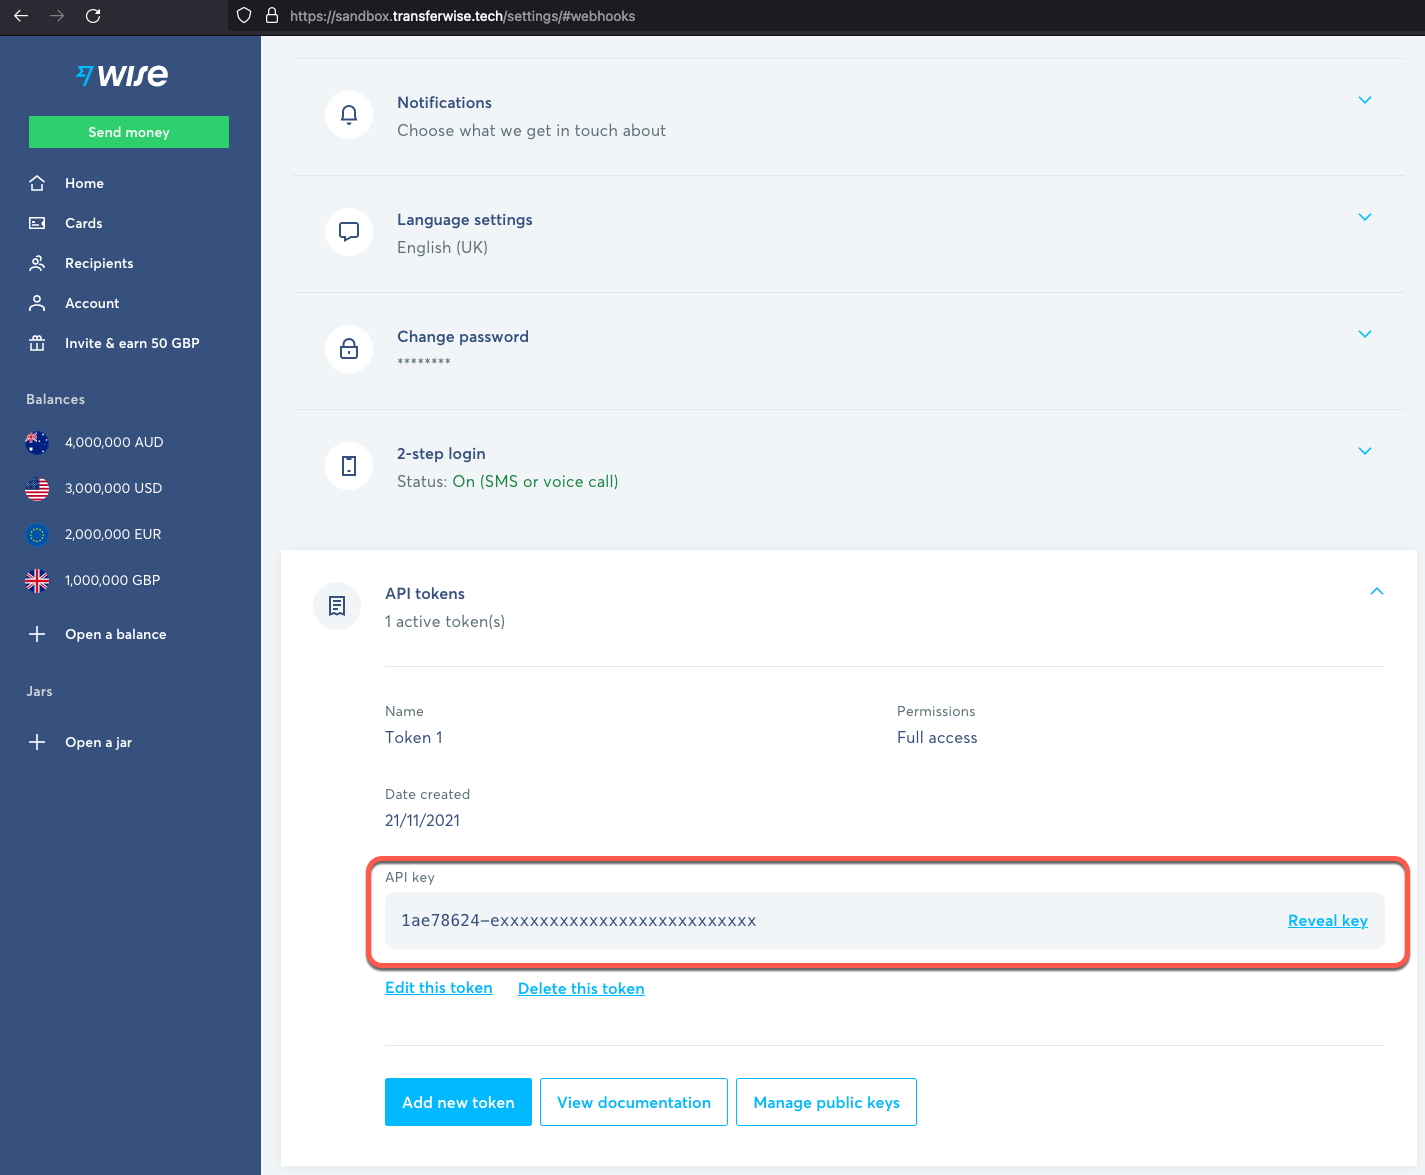 https://sandbox.transferwise.tech/settings/#webhooks
wise
Send money
Home
Cards
Recipients
Account
Invite & earn 50 GBP
Balances
4,000,000 AUD
3,000,000 USD
2,000,000 EUR
1,000,000 GBP
Open a balance
Jars
Open a jar
Notifications
Choose what we get in touch about
Language settings
English (UK)
Change password
********
2-step login
Status: On (SMS or voice call)
API tokens
1 active token(s)
Name
Token 1
Permissions
Full access
Date created
21/11/2021
API key
1ae78624-exxxxxxxxxxxxxxxxxxxxxxxxxx
Reveal key
Edit this token
Delete this token
Add new token
View documentation
Manage public keys